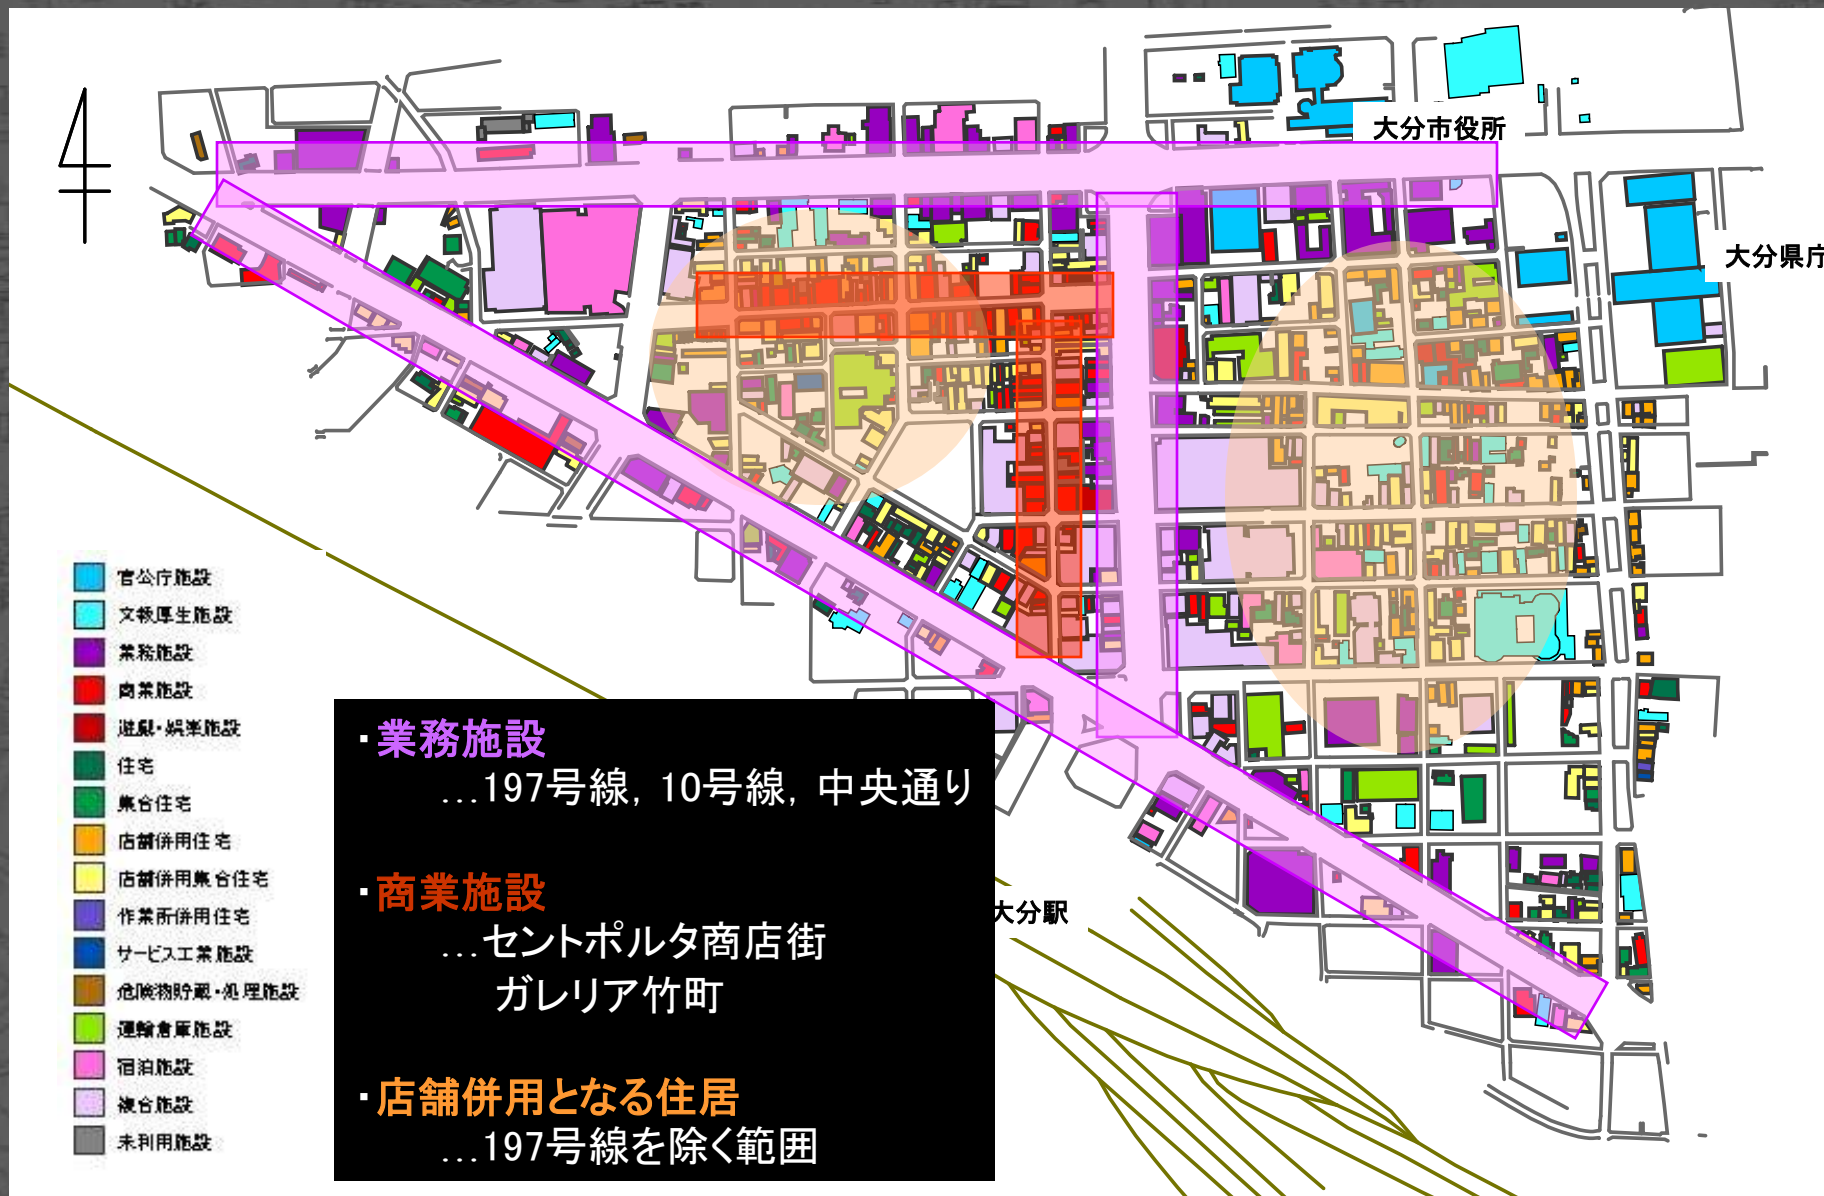 大分市役所
大分県庁
官公庁施設
文教厚生施設
業務施設
商業施設
遊戯・娯楽施設
住宅
集合住宅
店舗併用住宅
店舗併用集合住宅
作業所併用住宅
サービス工業施設
危険物貯蔵・処理施設
運輸倉庫施設
宿泊施設
複合施設
未利用施設
・業務施設
…197号線, 10号線, 中央通り
・商業施設
…セントポルタ商店街
ガレリア竹町
・店舗併用となる住居
…197号線を除く範囲
大分駅